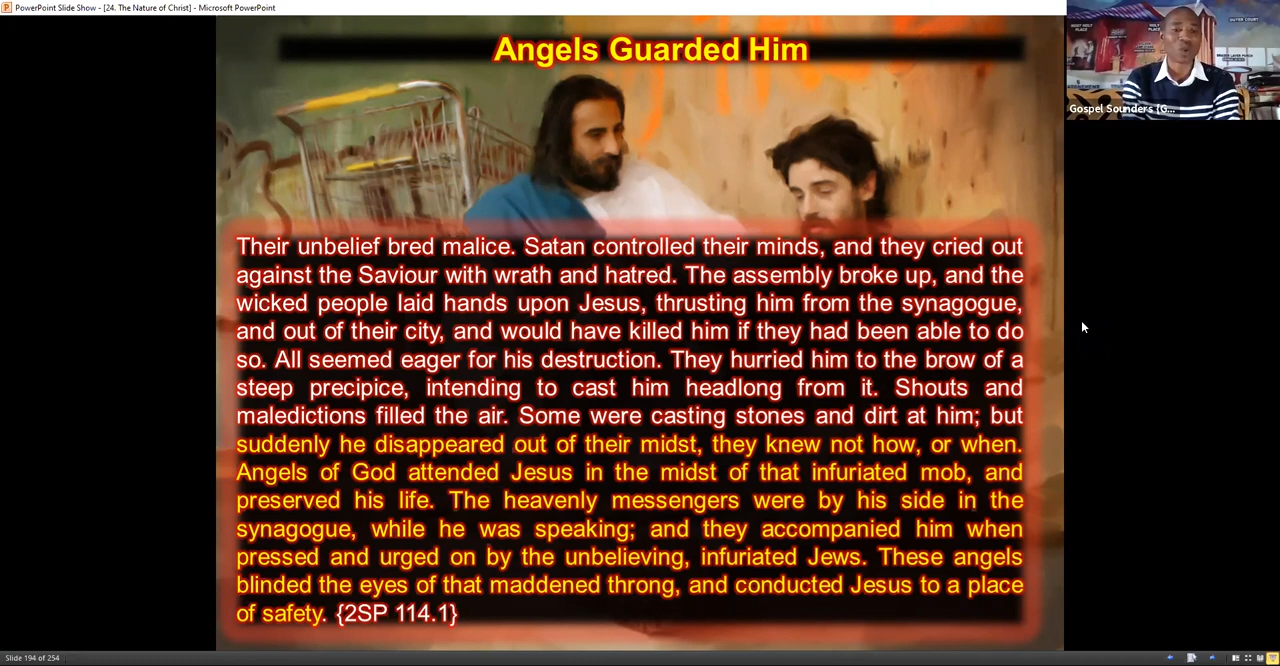 PowerPoint Slide Show - [24. The Nature of Christ] - Microsoft PowerPoint
Angels Guarded Him
Gospel Sounders (G...
Their unbelief bred malice. Satan controlled their minds, and they cried out
against the Saviour with wrath and hatred. The assembly broke up, and the
wicked people laid hands upon Jesus, thrusting him from the synagogue,
and out of their city, and would have killed him if they had been able to do
so. All seemed eager for his destruction. They hurried him to the brow of a
steep precipice, intending to cast him headlong from it. Shouts and
maledictions filled the air. Some were casting stones and dirt at him; but
suddenly he disappeared out of their midst, they knew not how, or when.
Angels of God attended Jesus in the midst of that infuriated mob, and
preserved his life. The heavenly messengers were by his side in the
synagogue, while he was speaking; and they accompanied him when
pressed and urged on by the unbelieving, infuriated Jews. These angels
blinded the eyes of that maddened throng, and conducted Jesus to a place
of safety. {2SP 114.1}
Slide 194 of 254